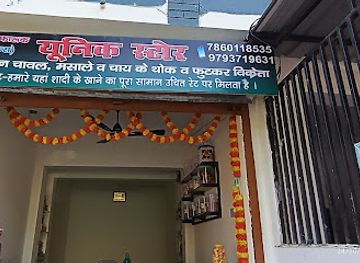 यूनिक स्टोर
7860118535
9793719631
चावल, मसाले व चाय के थोक व फुटकर विक्रेता
हमारे यहां शादी के खाने का पूरा सामान उचित रेट पर मिलता है ।